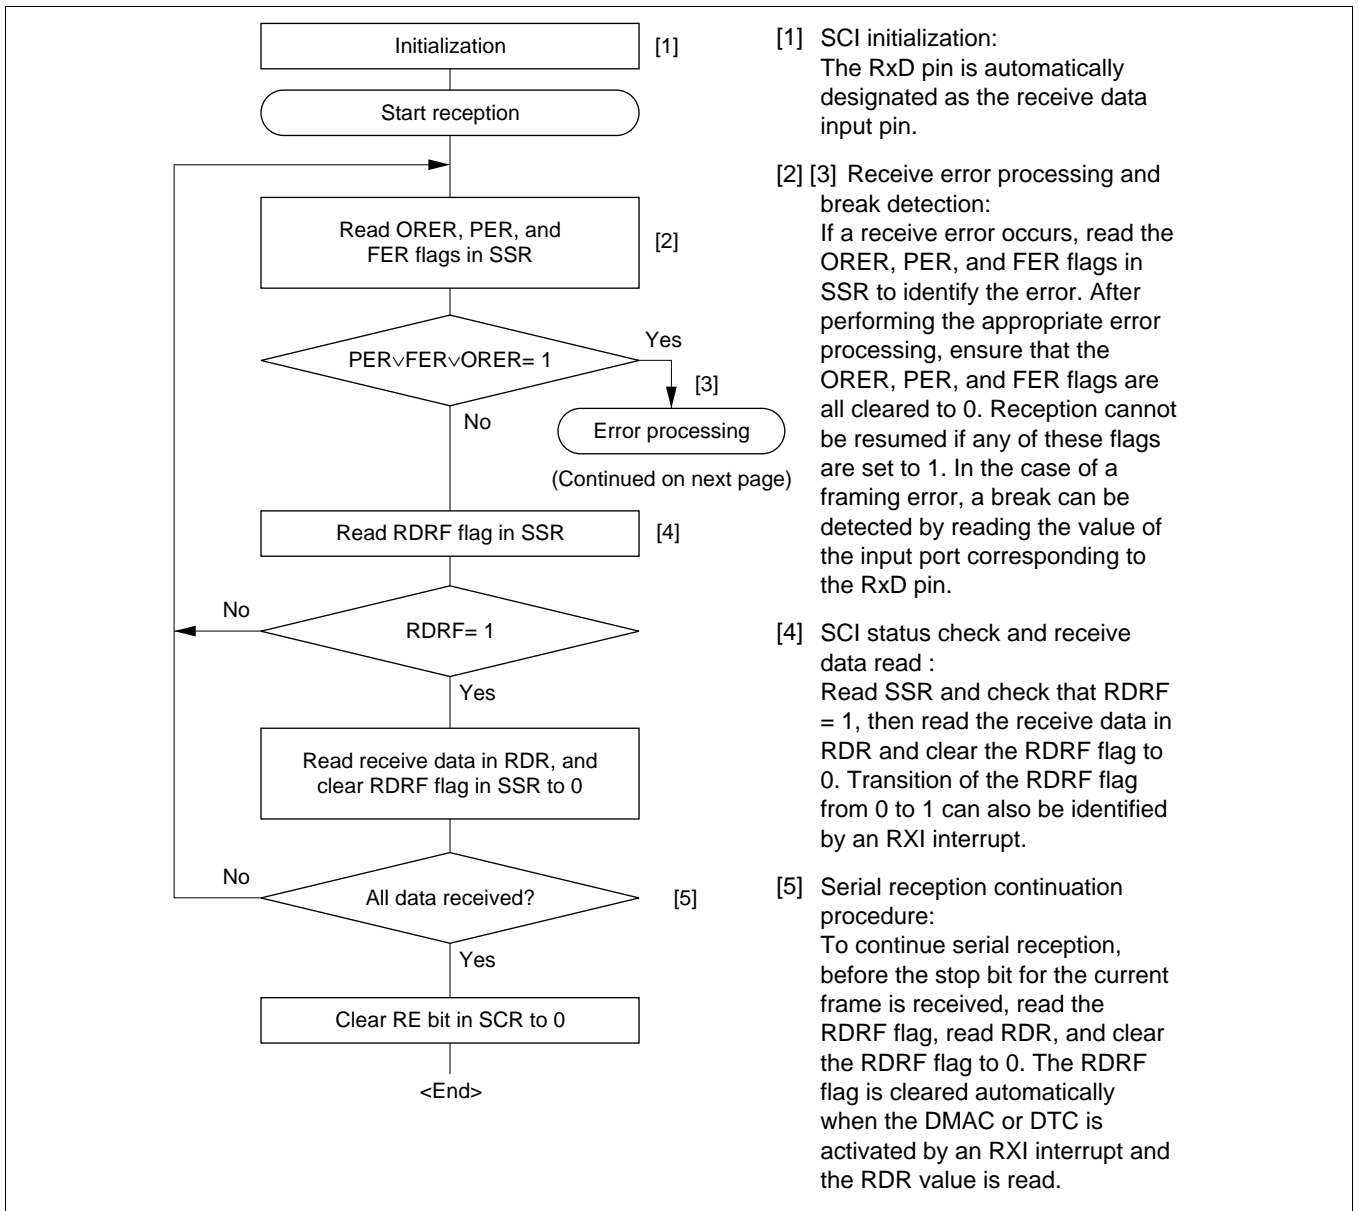 Initialization
[1]
Start reception
Read ORER, PER, and
FER flags in SSR
[2]
PER∨FER∨ORER= 1
Yes
[3]
No
Error processing
(Continued on next page)
Read RDRF flag in SSR
[4]
No
RDRF= 1
Yes
Read receive data in RDR, and
clear RDRF flag in SSR to 0
No
All data received?
[5]
Yes
Clear RE bit in SCR to 0
<End>
[1] SCI initialization:
The RxD pin is automatically
designated as the receive data
input pin.
[2] [3] Receive error processing and
break detection:
If a receive error occurs, read the
ORER, PER, and FER flags in
SSR to identify the error. After
performing the appropriate error
processing, ensure that the
ORER, PER, and FER flags are
all cleared to 0. Reception cannot
be resumed if any of these flags
are set to 1. In the case of a
framing error, a break can be
detected by reading the value of
the input port corresponding to
the RxD pin.
[4] SCI status check and receive
data read :
Read SSR and check that RDRF
= 1, then read the receive data in
RDR and clear the RDRF flag to
0. Transition of the RDRF flag
from 0 to 1 can also be identified
by an RXI interrupt.
[5] Serial reception continuation
procedure:
To continue serial reception,
before the stop bit for the current
frame is received, read the
RDRF flag, read RDR, and clear
the RDRF flag to 0. The RDRF
flag is cleared automatically
when the DMAC or DTC is
activated by an RXI interrupt and
the RDR value is read.